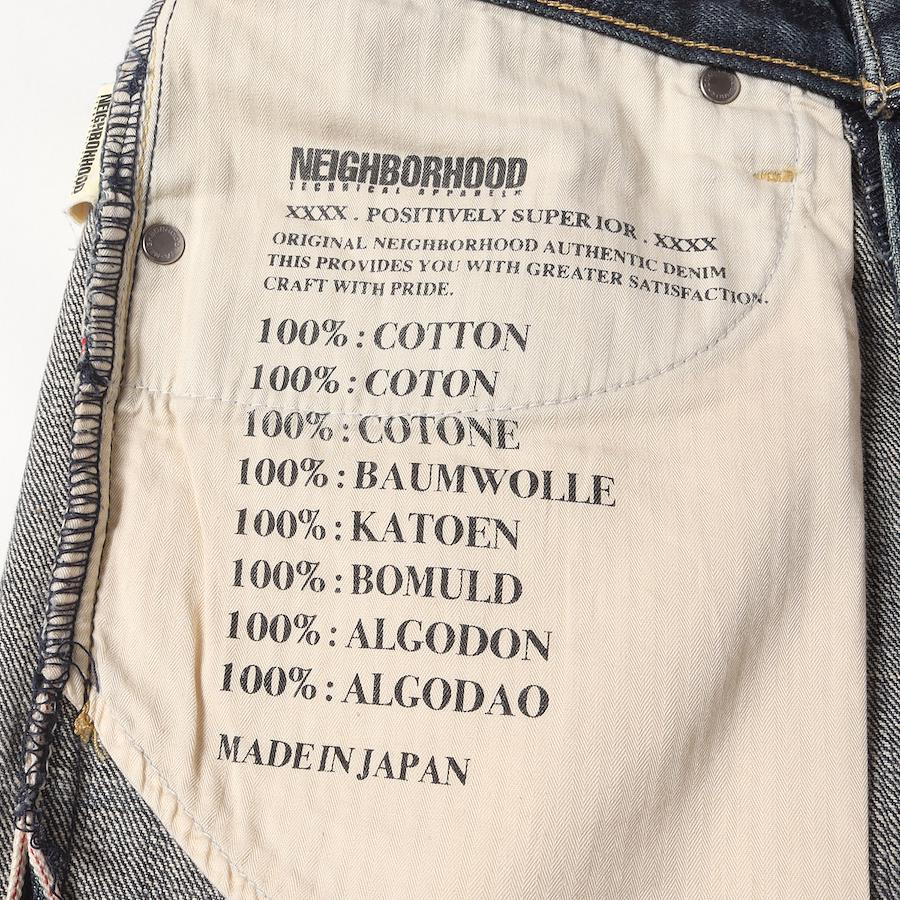 NEIGHBORHOOD
NEIGHBORHOOD
TECHNICAL APPAREL
XXXX . POSITIVELY SUPERIOR . XXXX
ORIGINAL NEIGHBORHOOD AUTHENTIC DENIM
THIS PROVIDES YOU WITH GREATER SATISFACTION.
CRAFT WITH PRIDE.
100% : COTTON
100% : COTON
100% : COTONE
100% : BAUMWOLLE
100% : KATOEN
100% : BOMULD
100% : ALGODON
100% : ALGODAO
MADE IN JAPAN